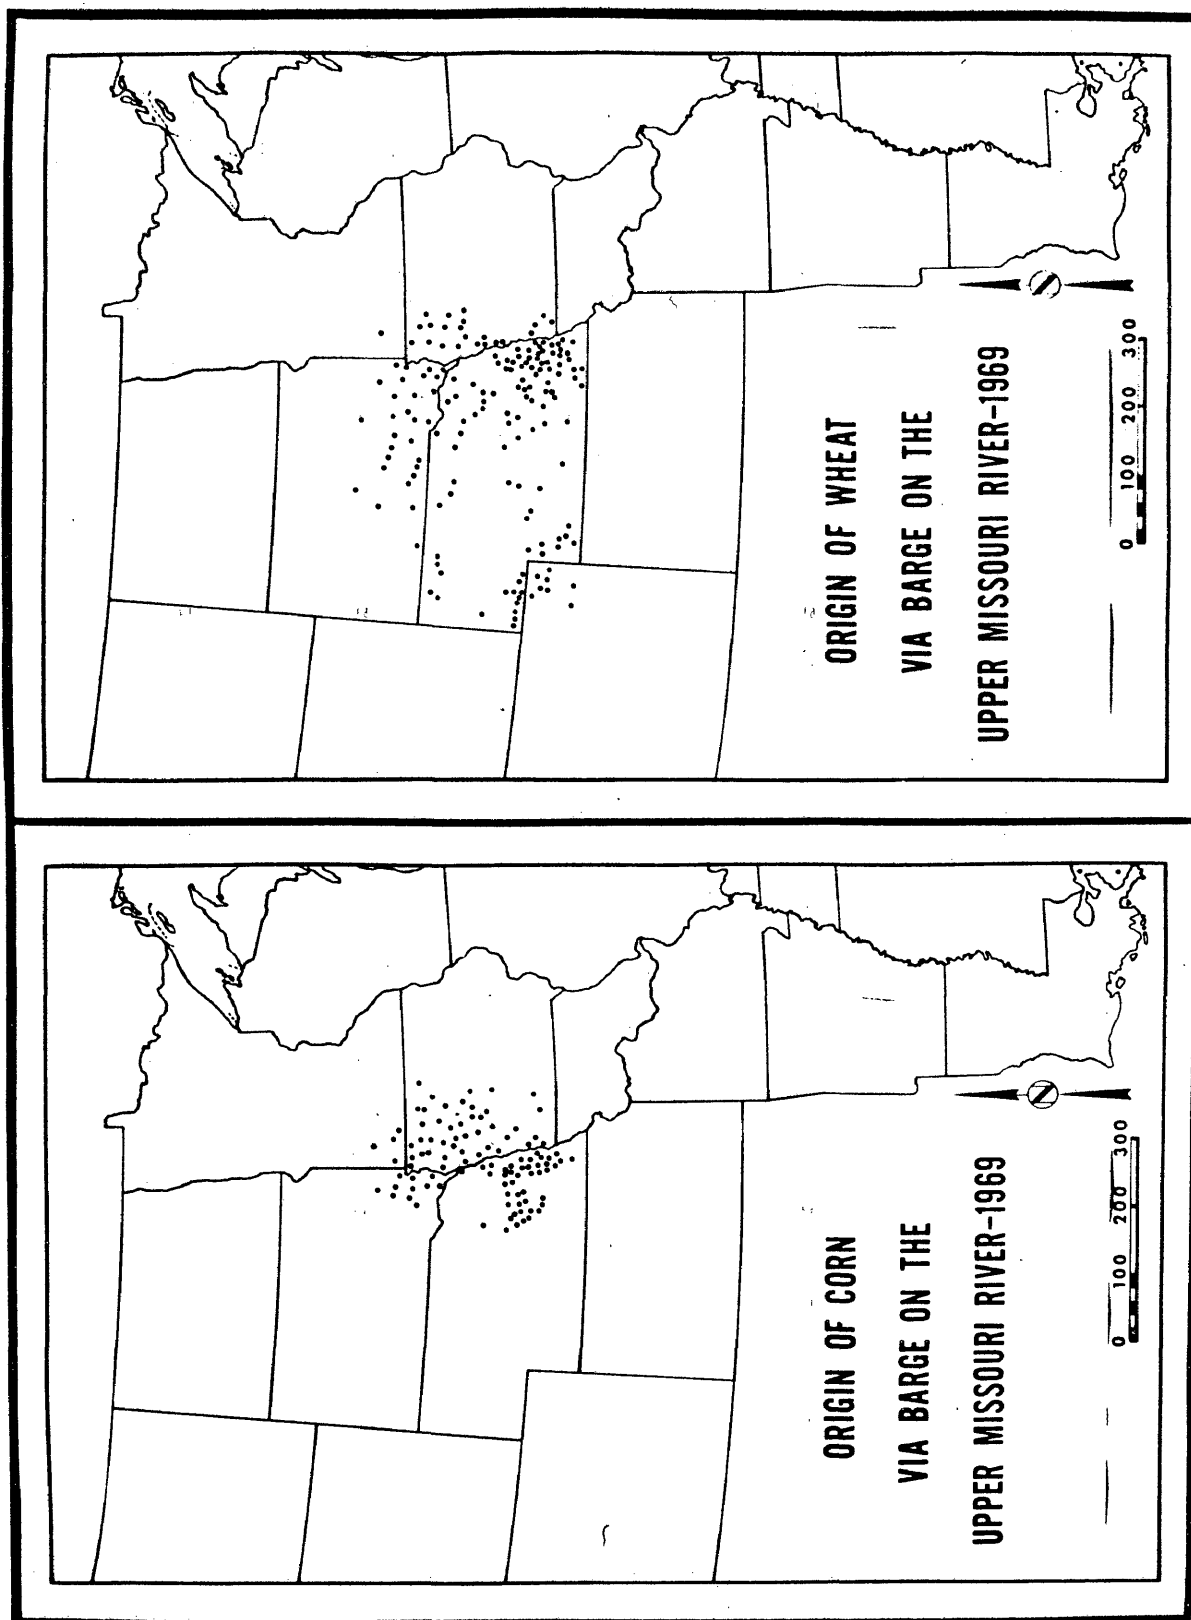 ORIGIN OF WHEAT
VIA BARGE ON THE
UPPER MISSOURI RIVER-1969
0 100 200 300
N
ORIGIN OF CORN
VIA BARGE ON THE
UPPER MISSOURI RIVER-1969
0 100 200 300
N